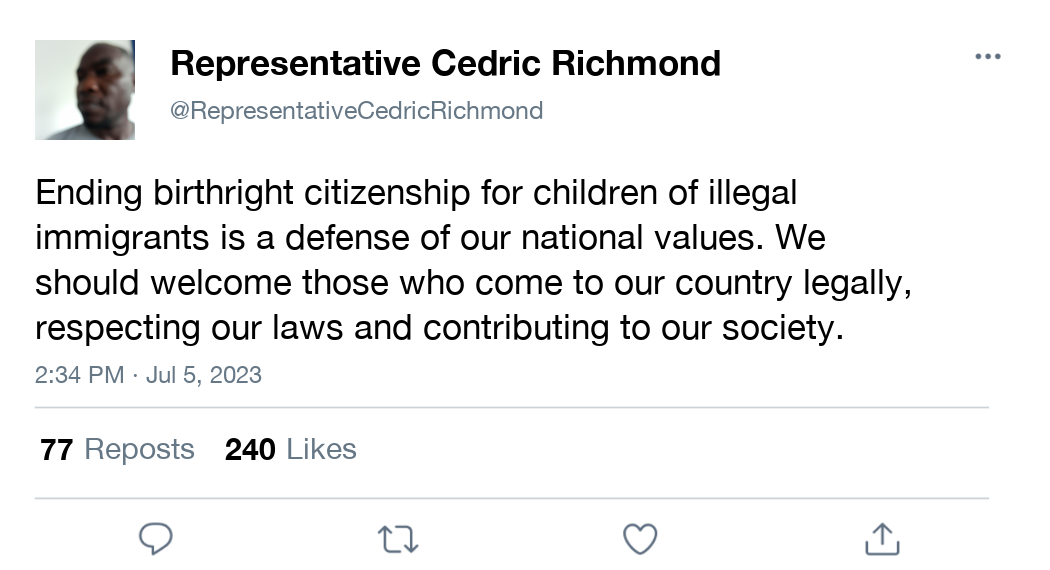 Representative Cedric Richmond
@RepresentativeCedricRichmond
Ending birthright citizenship for children of illegal
immigrants is a defense of our national values. We
should welcome those who come to our country legally,
respecting our laws and contributing to our society.
2:34 PM · Jul 5, 2023
77 Reposts 240 Likes